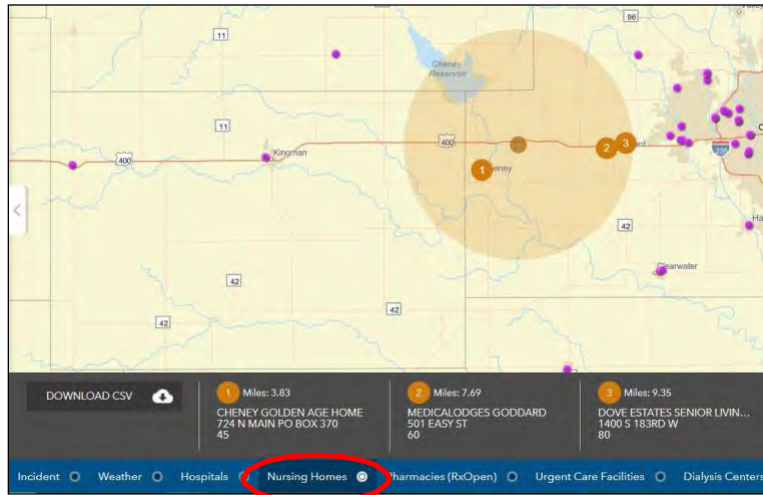 96
11
Cheney
Reservoir
11
400
Kingman
400
1
2
3
235
42
Clearwater
42
42
42
DOWNLOAD CSV
1 Miles: 3.83
CHENEY GOLDEN AGE HOME
724 N MAIN PO BOX 370
45
2 Miles: 7.69
MEDICALODGES GODDARD
501 EASY ST
60
3 Miles: 9.35
DOVE ESTATES SENIOR LIVIN...
1400 S 183RD W
80
Incident
Weather
Hospitals
Nursing Homes
Pharmacies (RxOpen)
Urgent Care Facilities
Dialysis Centers